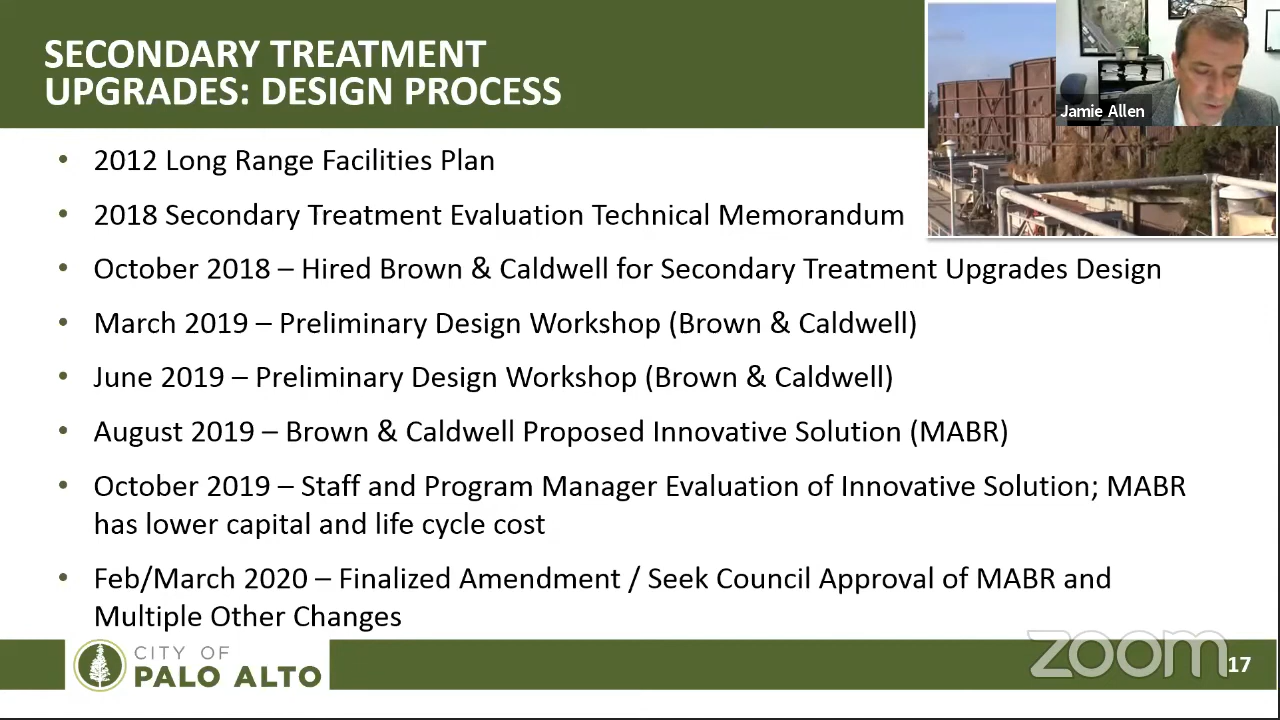 SECONDARY TREATMENT
UPGRADES: DESIGN PROCESS
Jamie Allen
• 2012 Long Range Facilities Plan
• 2018 Secondary Treatment Evaluation Technical Memorandum
• October 2018 – Hired Brown & Caldwell for Secondary Treatment Upgrades Design
• March 2019 – Preliminary Design Workshop (Brown & Caldwell)
• June 2019 – Preliminary Design Workshop (Brown & Caldwell)
• August 2019 – Brown & Caldwell Proposed Innovative Solution (MABR)
• October 2019 – Staff and Program Manager Evaluation of Innovative Solution; MABR
has lower capital and life cycle cost
• Feb/March 2020 – Finalized Amendment / Seek Council Approval of MABR and
Multiple Other Changes
CITY OF
PALO ALTO
zoom
17